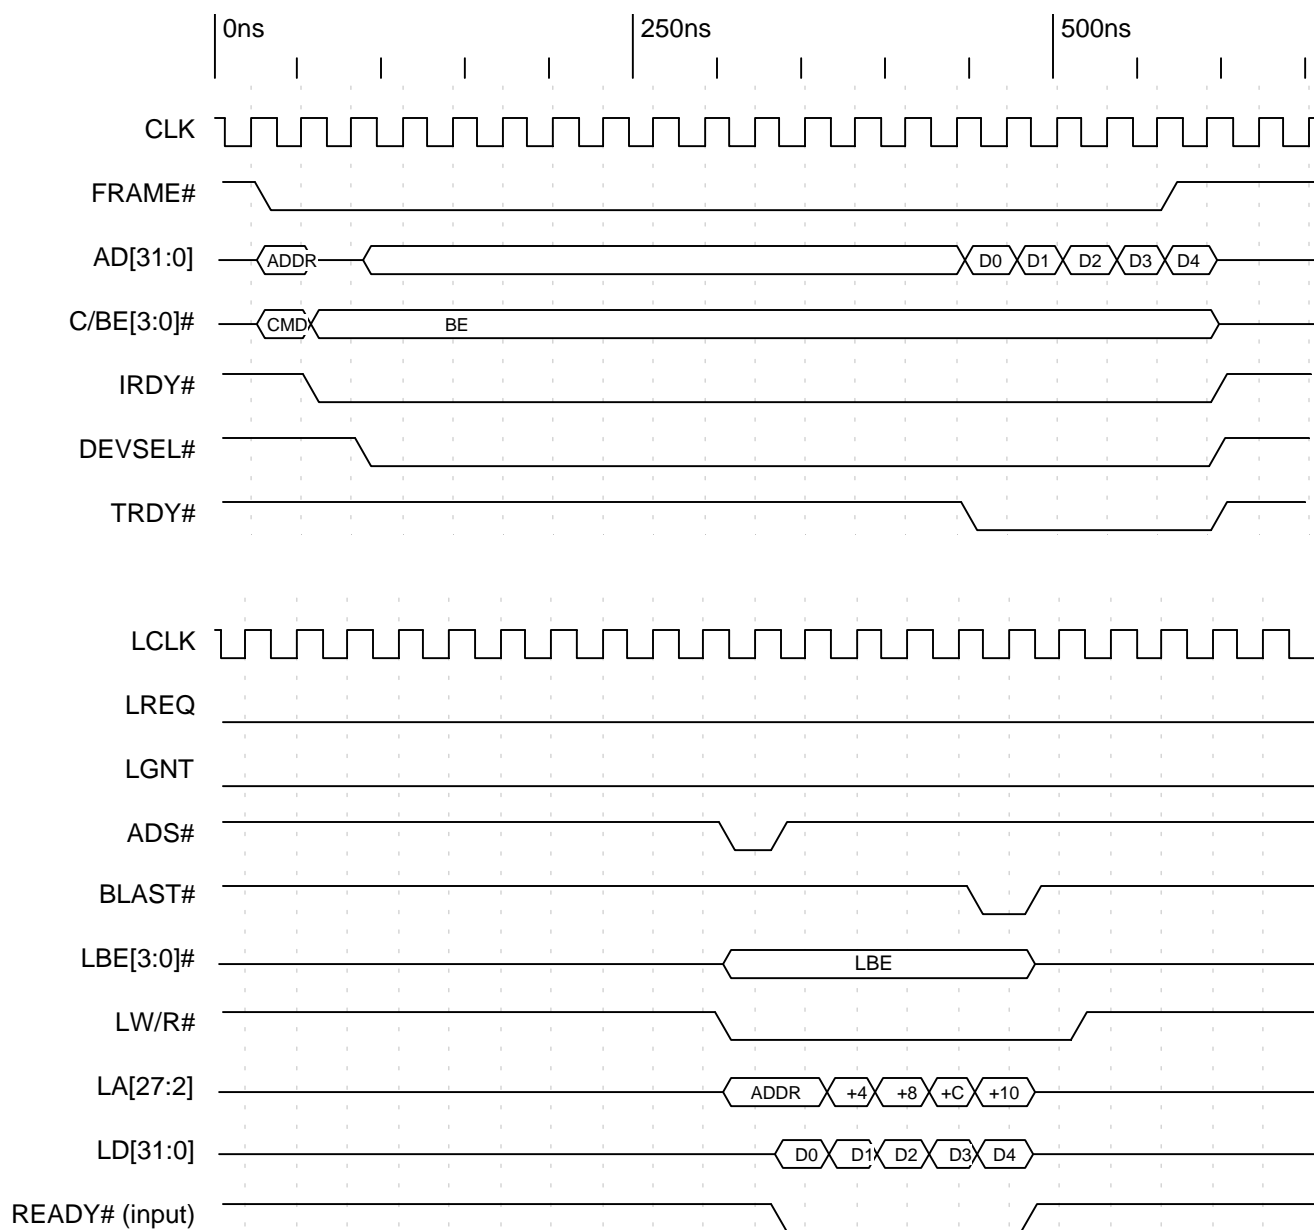 0ns 250ns 500ns
CLK
FRAME#
AD[31:0] ADDR D0 D1 D2 D3 D4
C/BE[3:0]# CMD BE
IRDY#
DEVSEL#
TRDY#
LCLK
LREQ
LGNT
ADS#
BLAST#
LBE[3:0]# LBE
LW/R#
LA[27:2] ADDR +4 +8 +C +10
LD[31:0] D0 D1 D2 D3 D4
READY# (input)